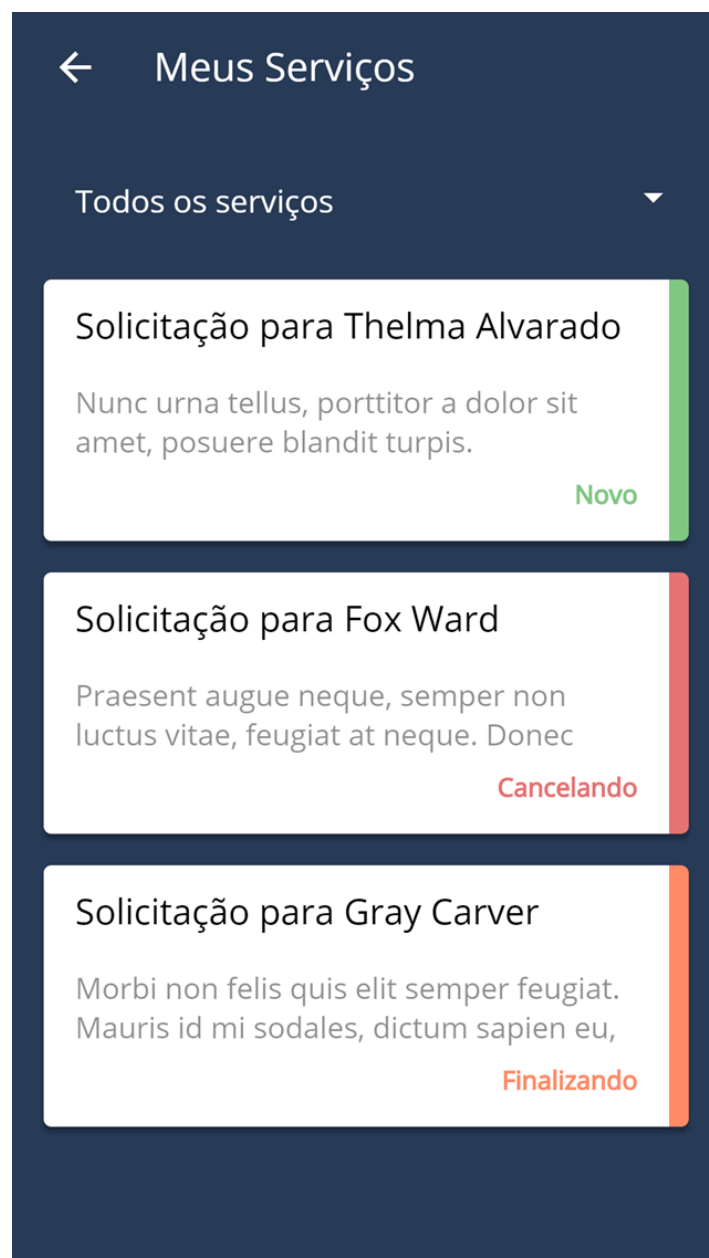 Meus Serviços
Todos os serviços
Solicitação para Thelma Alvarado
Nunc urna tellus, porttitor a dolor sit
amet, posuere blandit turpis.
Novo
Solicitação para Fox Ward
Praesent augue neque, semper non
luctus vitae, feugiat at neque. Donec
Cancelando
Solicitação para Gray Carver
Morbi non felis quis elit semper feugiat.
Mauris id mi sodales, dictum sapien eu,
Finalizando